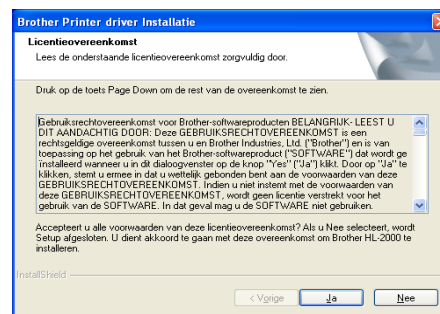 Brother Printer driver Installatie
Licentieovereenkomst
Lees de onderstaande licentieovereenkomst zorgvuldig door.
Druk op de toets Page Down om de rest van de overeenkomst te zien.
Gebruiksrechtovereenkomst voor Brother-softwareproducten BELANGRIJK- LEEST U
DIT AANDACHTIG DOOR: Deze GEBRUIKSRECHTOVEREENKOMST is een
rechtsgeldige overeenkomst tussen u en Brother Industries, Ltd. ("Brother") en is van
toepassing op het gebruik van het Brother-softwareproduct ("SOFTWARE") dat wordt ge
ïnstalleerd wanneer u in dit dialoogvenster op de knop "Yes" ("Ja") klikt. Door op "Ja" te
klikken, stemt u ermee in dat u wettelijk gebonden bent aan de voorwaarden van deze
GEBRUIKSRECHTOVEREENKOMST. Indien u niet instemt met de voorwaarden van
deze GEBRUIKSRECHTOVEREENKOMST, wordt geen licentie verstrekt voor het
gebruik van de SOFTWARE. In dat geval mag u de SOFTWARE niet gebruiken.
Accepteert u alle voorwaarden van deze licentieovereenkomst? Als u Nee selecteert, wordt
Setup afgesloten. U dient akkoord te gaan met deze overeenkomst om Brother HL-2000 te
installeren.
InstallShield
< Vorige Ja Nee